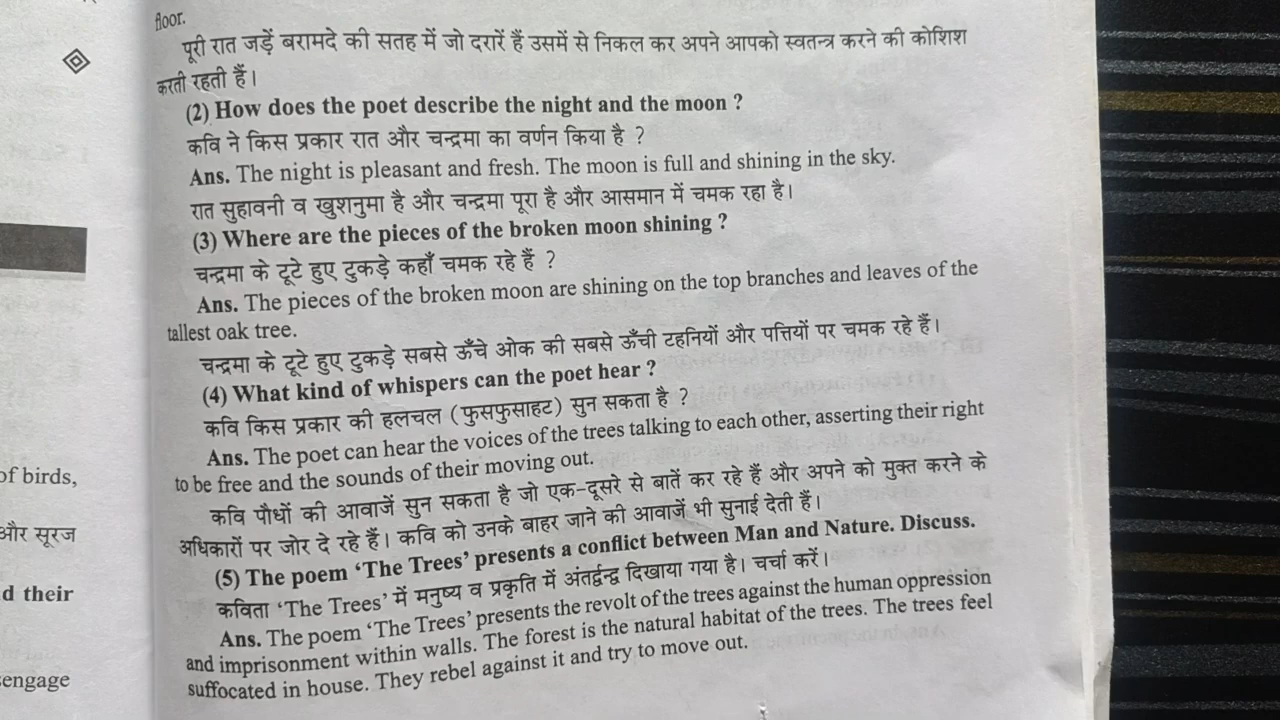 floor.
पूरी रात जड़ें बरामदे की सतह में जो दरारें हैं उसमें से निकल कर अपने आपको स्वतन्त्र करने की कोशिश
करती रहती हैं।
(2) How does the poet describe the night and the moon ?
कवि ने किस प्रकार रात और चन्द्रमा का वर्णन किया है ?
Ans. The night is pleasant and fresh. The moon is full and shining in the sky.
रात सुहावनी व खुशनुमा है और चन्द्रमा पूरा है और आसमान में चमक रहा है।
(3) Where are the pieces of the broken moon shining ?
चन्द्रमा के टूटे हुए टुकड़े कहाँ चमक रहे हैं ?
Ans. The pieces of the broken moon are shining on the top branches and leaves of the
tallest oak tree.
चन्द्रमा के टूटे हुए टुकड़े सबसे ऊँचे ओक की सबसे ऊँची टहनियों और पत्तियों पर चमक रहे हैं।
(4) What kind of whispers can the poet hear ?
कवि किस प्रकार की हलचल (फुसफुसाहट) सुन सकता है ?
Ans. The poet can hear the voices of the trees talking to each other, asserting their right
to be free and the sounds of their moving out.
कवि पौधों की आवाजें सुन सकता है जो एक-दूसरे से बातें कर रहे हैं और अपने को मुक्त करने के
अधिकारों पर जोर दे रहे हैं। कवि को उनके बाहर जाने की आवाजें भी सुनाई देती हैं।
(5) The poem ‘The Trees’ presents a conflict between Man and Nature. Discuss.
कविता ‘The Trees’ में मनुष्य व प्रकृति में अंतर्द्वन्द्व दिखाया गया है। चर्चा करें।
Ans. The poem ‘The Trees’ presents the revolt of the trees against the human oppression
and imprisonment within walls. The forest is the natural habitat of the trees. The trees feel
suffocated in house. They rebel against it and try to move out.
of birds,
और सूरज
d their
engage